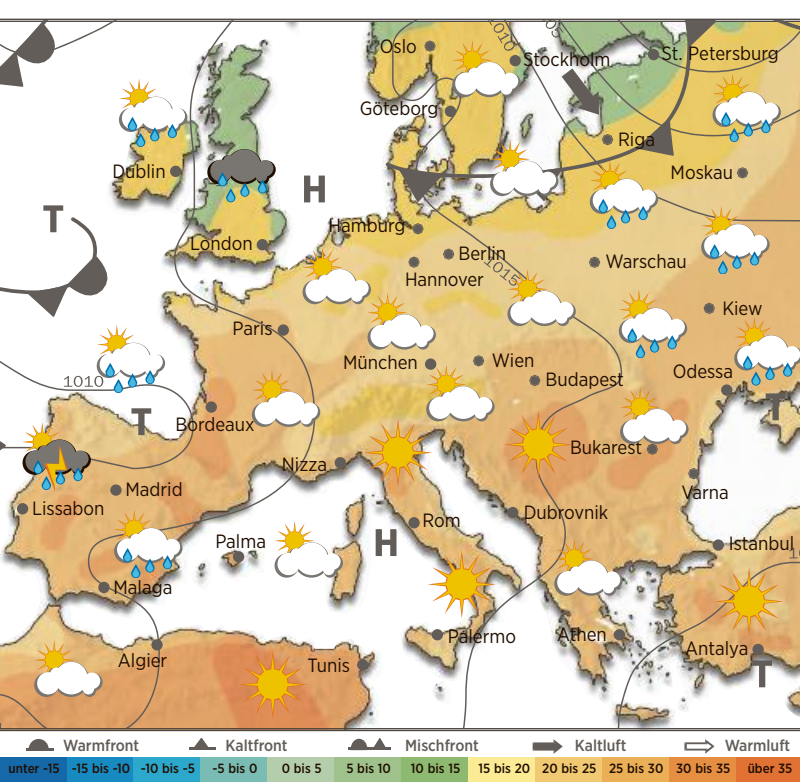 1010
Oslo
Stockholm
St. Petersburg
Göteborg
Riga
Dublin
Moskau
H
T
Hamburg
London
Berlin
Warschau
1015
Hannover
Kiew
Paris
München
Wien
Odessa
Budapest
1010
T
T
Bordeaux
Bukarest
Nizza
Madrid
Varna
Lissabon
Rom
Dubrovnik
Palma
H
Istanbul
Malaga
Palermo
Athen
Algier
Tunis
Antalya
T
Warmfront
Kaltfront
Mischfront
Kaltluft
Warmluft
unter -15 -15 bis -10 -10 bis -5 -5 bis 0 0 bis 5 5 bis 10 10 bis 15 15 bis 20 20 bis 25 25 bis 30 30 bis 35 über 35